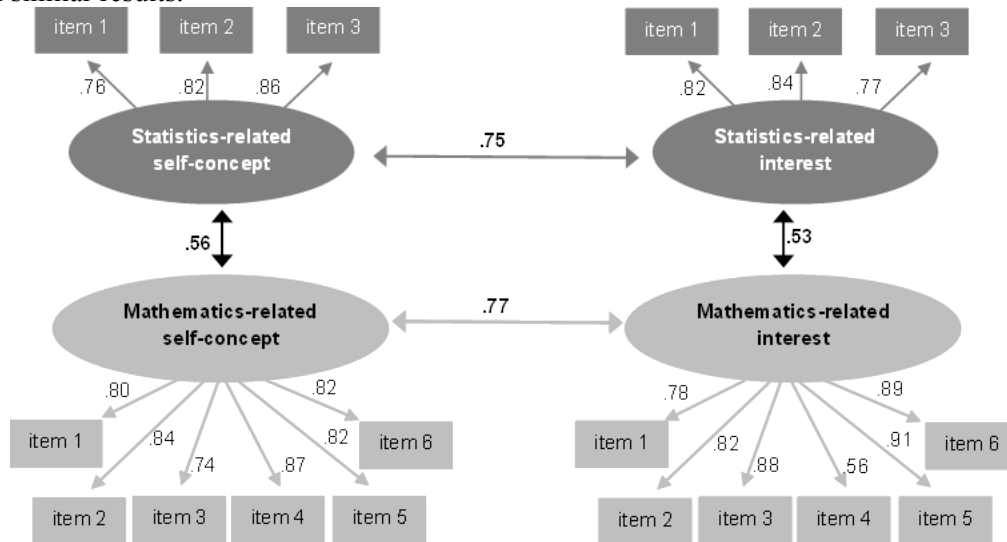 similar results.
item 1 item 2 item 3 item 1 item 2 item 3
.76 .82 .86 .82 .84 .77
Statistics-related
self-concept
.75
Statistics-related
interest
.56 .53
Mathematics-related
self-concept
.77
Mathematics-related
interest
.80 .82 .78 .89
item 1 .84 .74 .87 .82 item 6 item 1 .82 .88 .56 .91 item 6
item 2 item 3 item 4 item 5 item 2 item 3 item 4 item 5